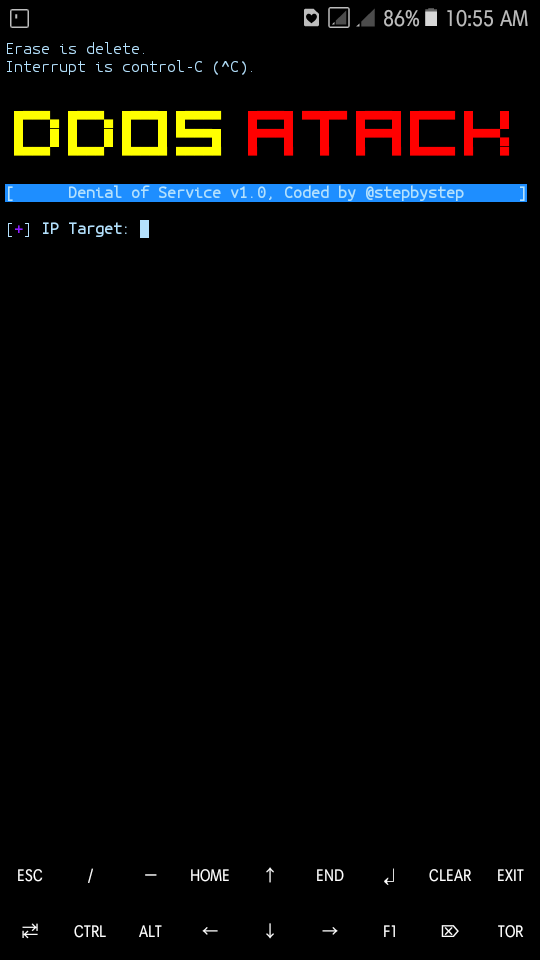 86% 10:55 AM
Erase is delete.
Interrupt is control-C (^C).
DDOS ATACK
[ Denial of Service v1.0, Coded by @stepbystep ]
[+] IP Target:
ESC / — HOME ↑ END ↲ CLEAR EXIT
⇄ CTRL ALT ← ↓ → F1 ⌦ TOR